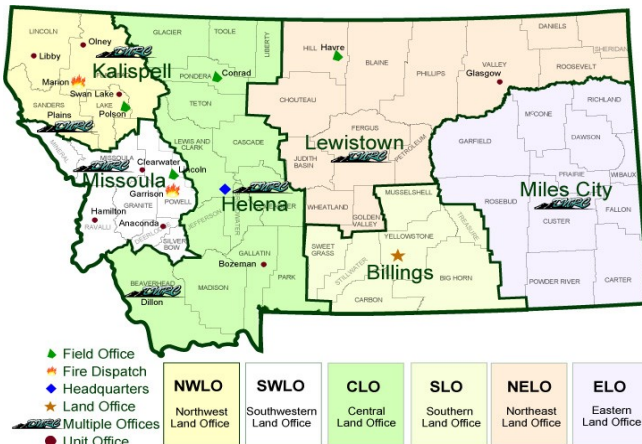 LINCOLN
Olney
Libby
Kalispell
Marion
Swan Lake
SANDERS
LAKE
Plains
Polson
GLACIER
TOOLE
LIBERTY
PONDERA
Conrad
TETON
LEWIS AND
CLARK
CASCADE
HILL
Havre
BLAINE
PHILLIPS
VALLEY
Glasgow
DANIELS
SHERIDAN
ROOSEVELT
CHOUTEAU
FERGUS
Lewistown
JUDITH
BASIN
PETROLEUM
WHEATLAND
GOLDEN
VALLEY
MUSSELSHELL
RICHLAND
McCONE
GARFIELD
DAWSON
PRAIRIE
WIBAUX
Miles City
ROSEBUD
CUSTER
FALLON
POWDER RIVER
CARTER
MINERAL
MISSOULA
Clearwater
Missoula
Lincoln
Garrison
POWELL
GRANITE
Hamilton
RAVALLI
Anaconda
DEERLODGE
SILVER
BOW
Helena
JEFFERSON
GALLATIN
Bozeman
PARK
BEAVERHEAD
MADISON
Dillon
SWEET
GRASS
STILLWATER
YELLOWSTONE
TREASURE
Billings
BIG HORN
CARBON
Field Office
Fire Dispatch
Headquarters
Land Office
Multiple Offices
Unit Office
NWLO
Northwest
Land Office
SWLO
Southwestern
Land Office
CLO
Central
Land Office
SLO
Southern
Land Office
NELO
Northeast
Land Office
ELO
Eastern
Land Office